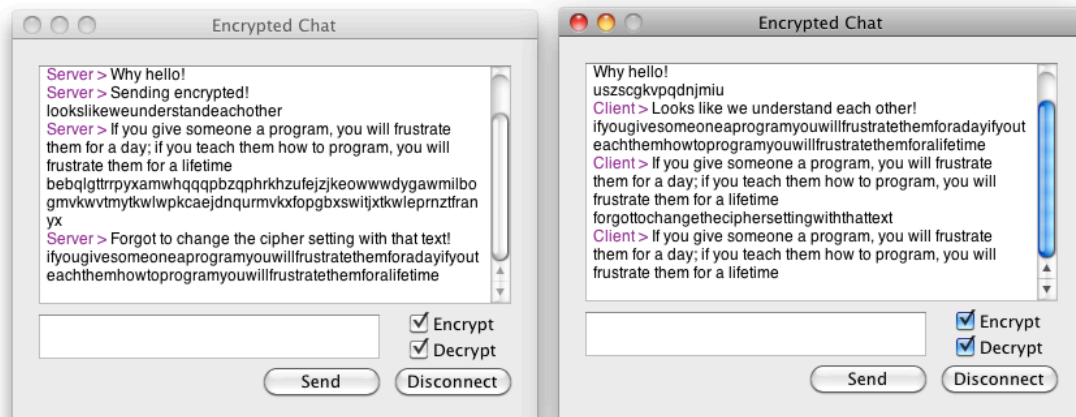 Encrypted Chat
Server > Why hello!
Server > Sending encrypted!
lookslikeweunderstandeachother
Server > If you give someone a program, you will frustrate
them for a day; if you teach them how to program, you will
frustrate them for a lifetime
bebqlgttrrpyxamwhqqqpbzqphrkhzufejzjkeowwwdygawmilbo
gmvkwvtmytkwlwpkcaejdnqurmvkxfopgbxswitjxtkwleprnztfran
yx
Server > Forgot to change the cipher setting with that text!
ifyougivesomeoneaprogramyouwillfrustratethemforadayifyout
eachthemhowtoprogramyouwillfrustratethemforalifetime
Encrypt
Decrypt
Send
Disconnect
Encrypted Chat
Why hello!
uszscgkvpqdnjmiu
Client > Looks like we understand each other!
ifyougivesomeoneaprogramyouwillfrustratethemforadayifyout
eachthemhowtoprogramyouwillfrustratethemforalifetime
Client > If you give someone a program, you will frustrate
them for a day; if you teach them how to program, you will
frustrate them for a lifetime
forgottochangetheciphersettingwiththattext
Client > If you give someone a program, you will frustrate
them for a day; if you teach them how to program, you will
frustrate them for a lifetime
Encrypt
Decrypt
Send
Disconnect